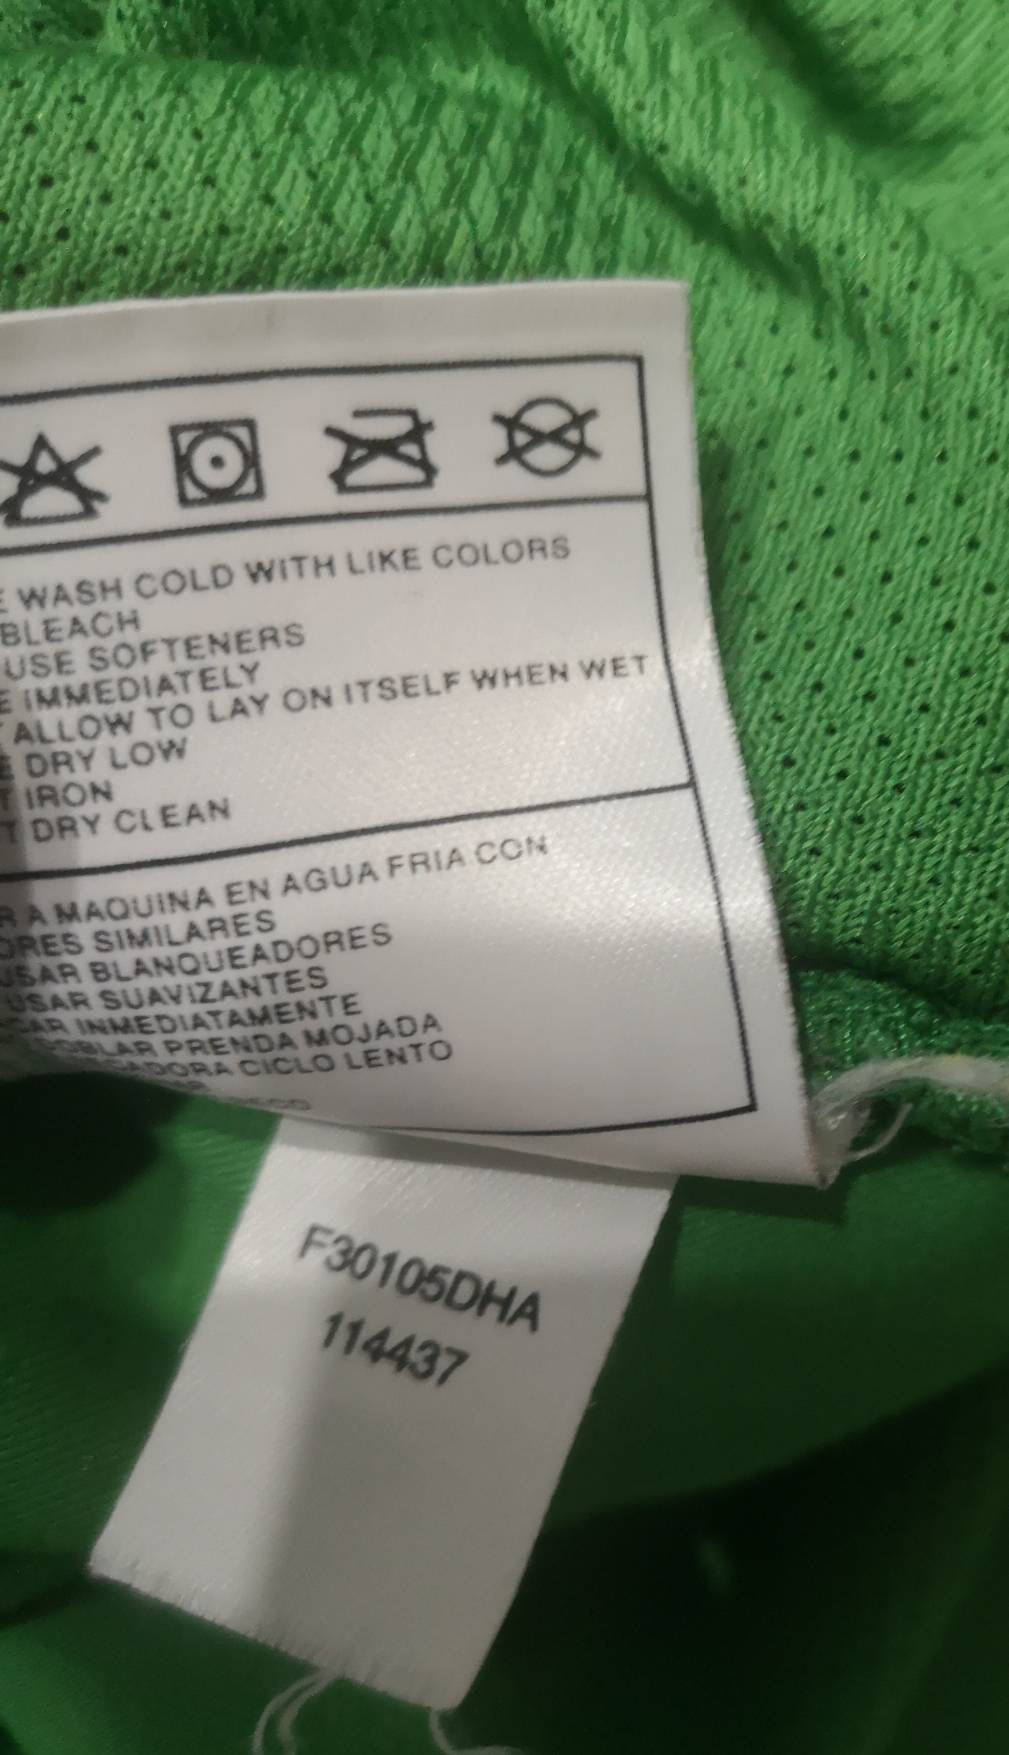 WASH COLD WITH LIKE COLORS
BLEACH
USE SOFTENERS
IMMEDIATELY
ALLOW TO LAY ON ITSELF WHEN WET
DRY LOW
IRON
DRY CLEAN
A MAQUINA EN AGUA FRIA CON
SIMILARES
USAR BLANQUEADORES
USAR SUAVIZANTES
INMEDIATAMENTE
PRENDA MOJADA
CICLO LENTO
F30105DHA
114437